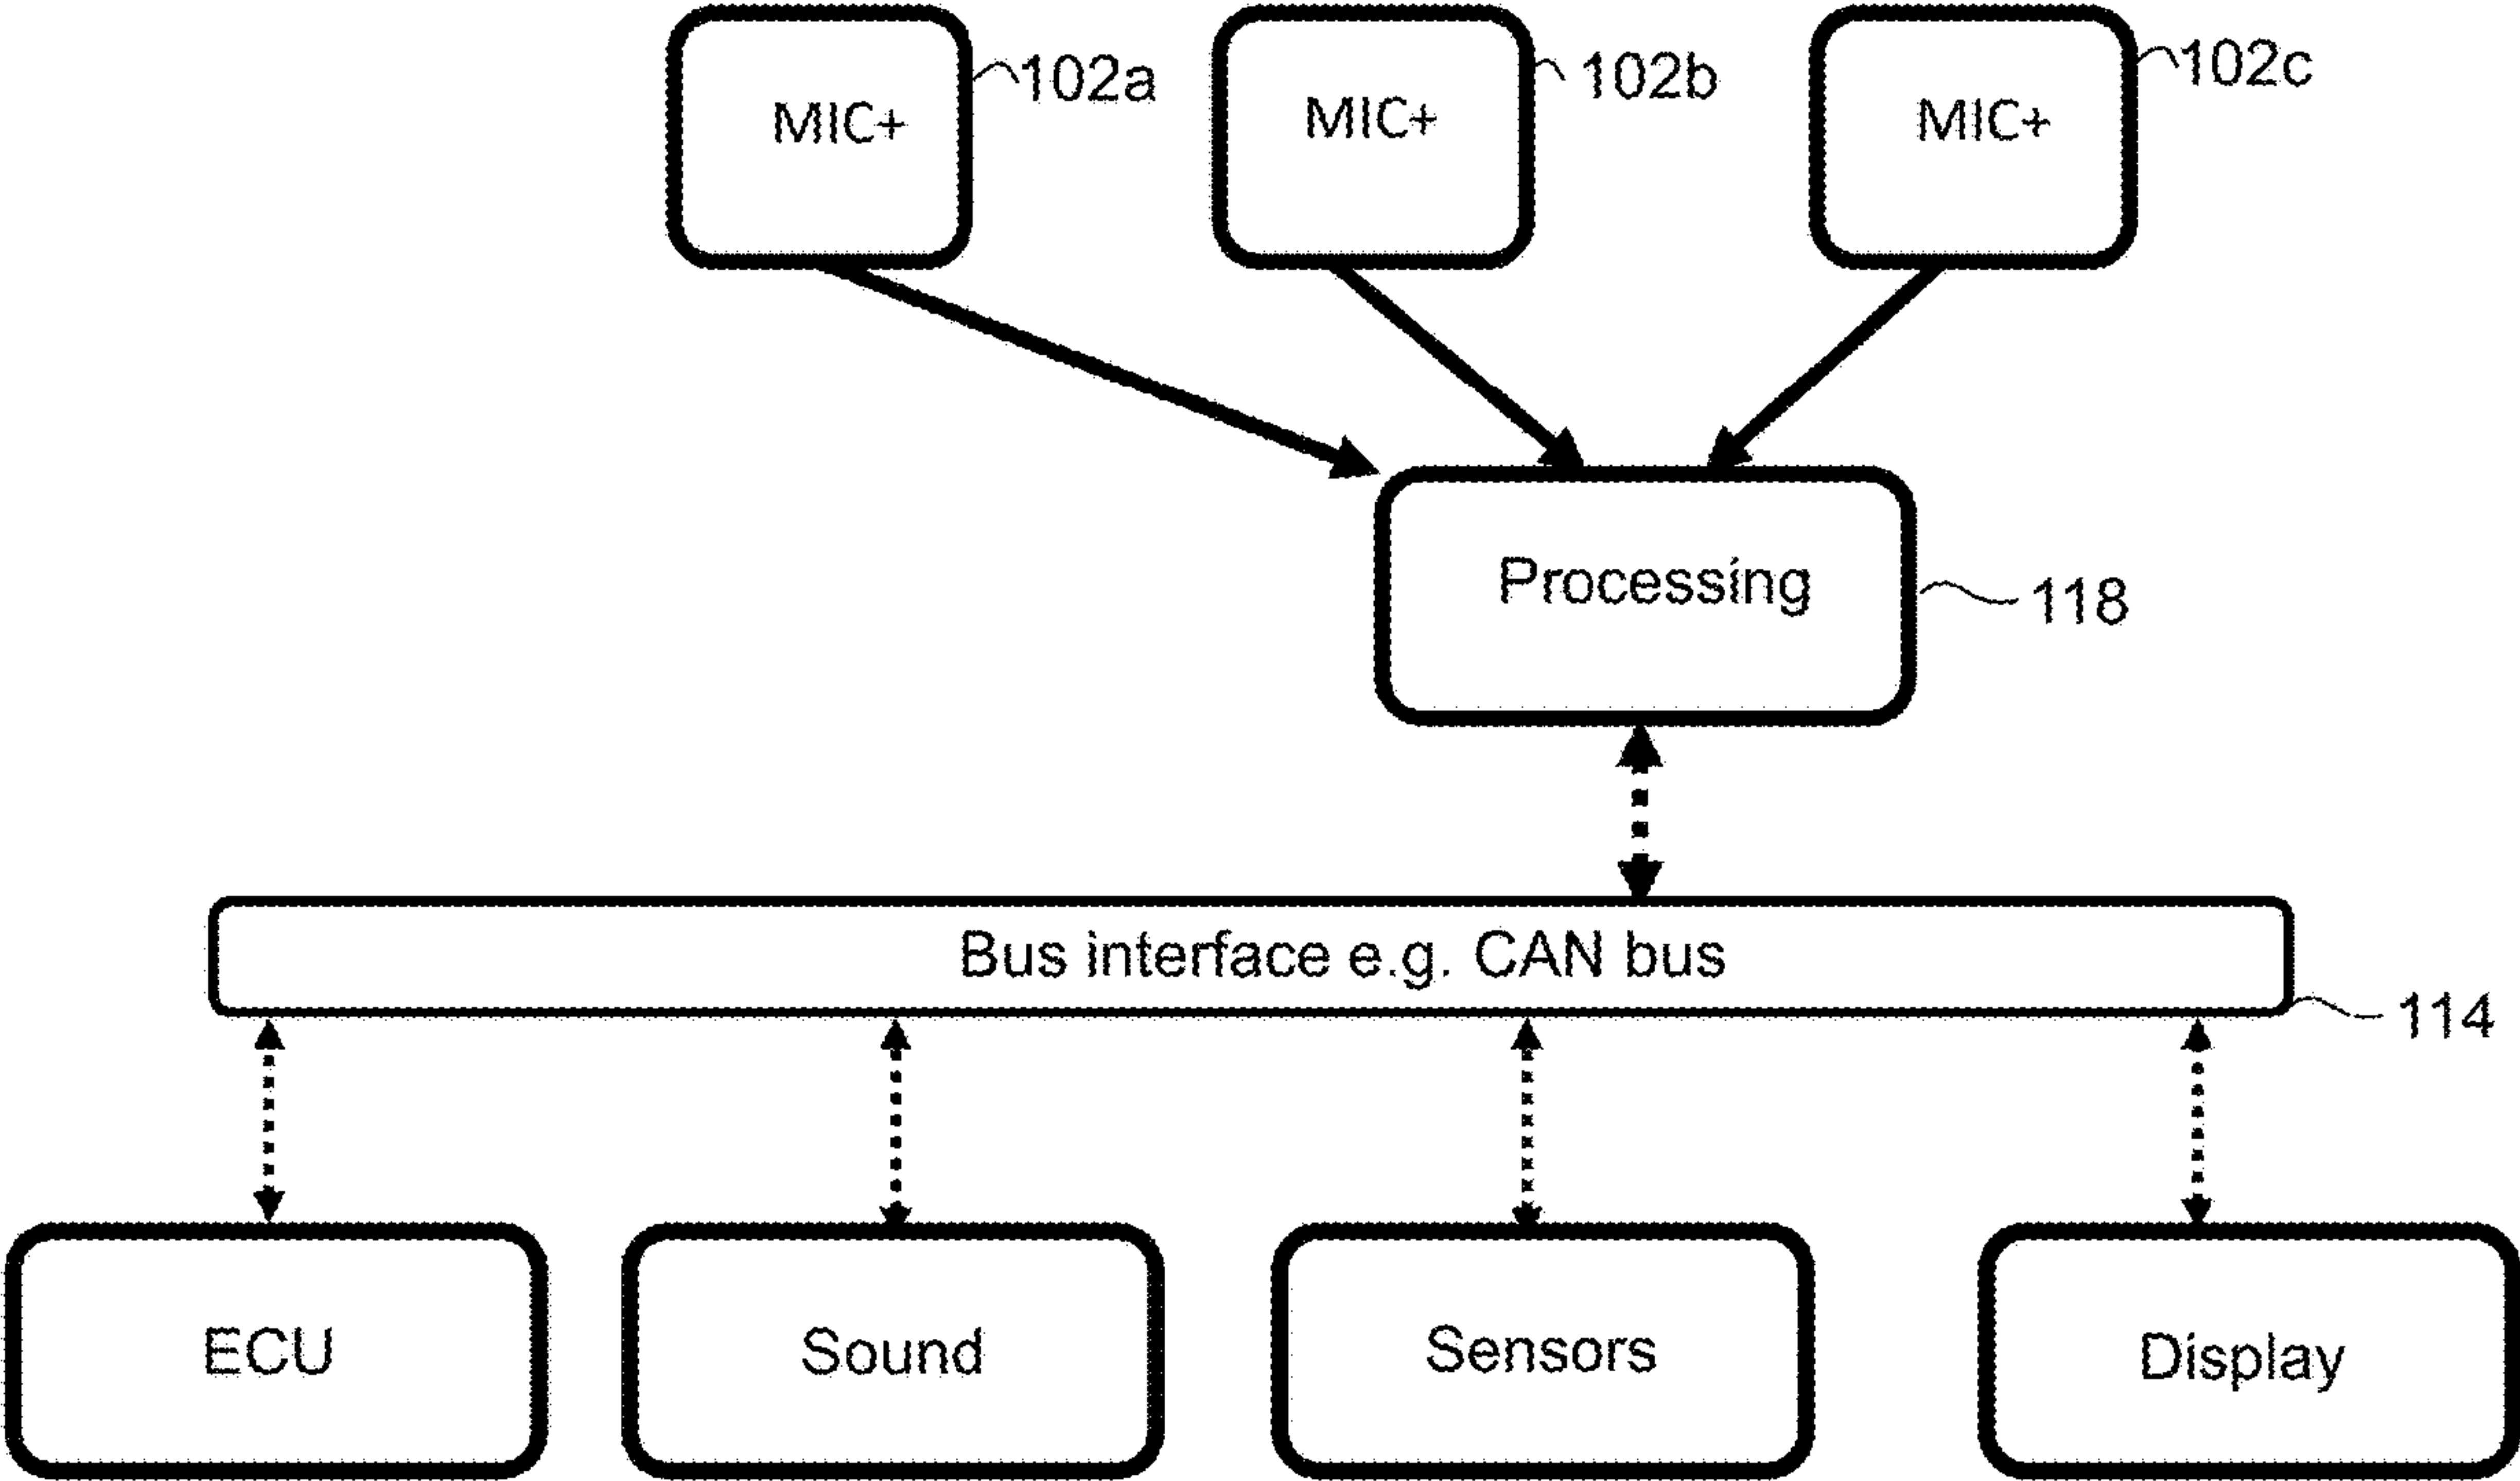 102a
102b
102c
MIC+
MIC+
MIC+
Processing
118
Bus interface e.g. CAN bus
114
ECU
Sound
Sensors
Display